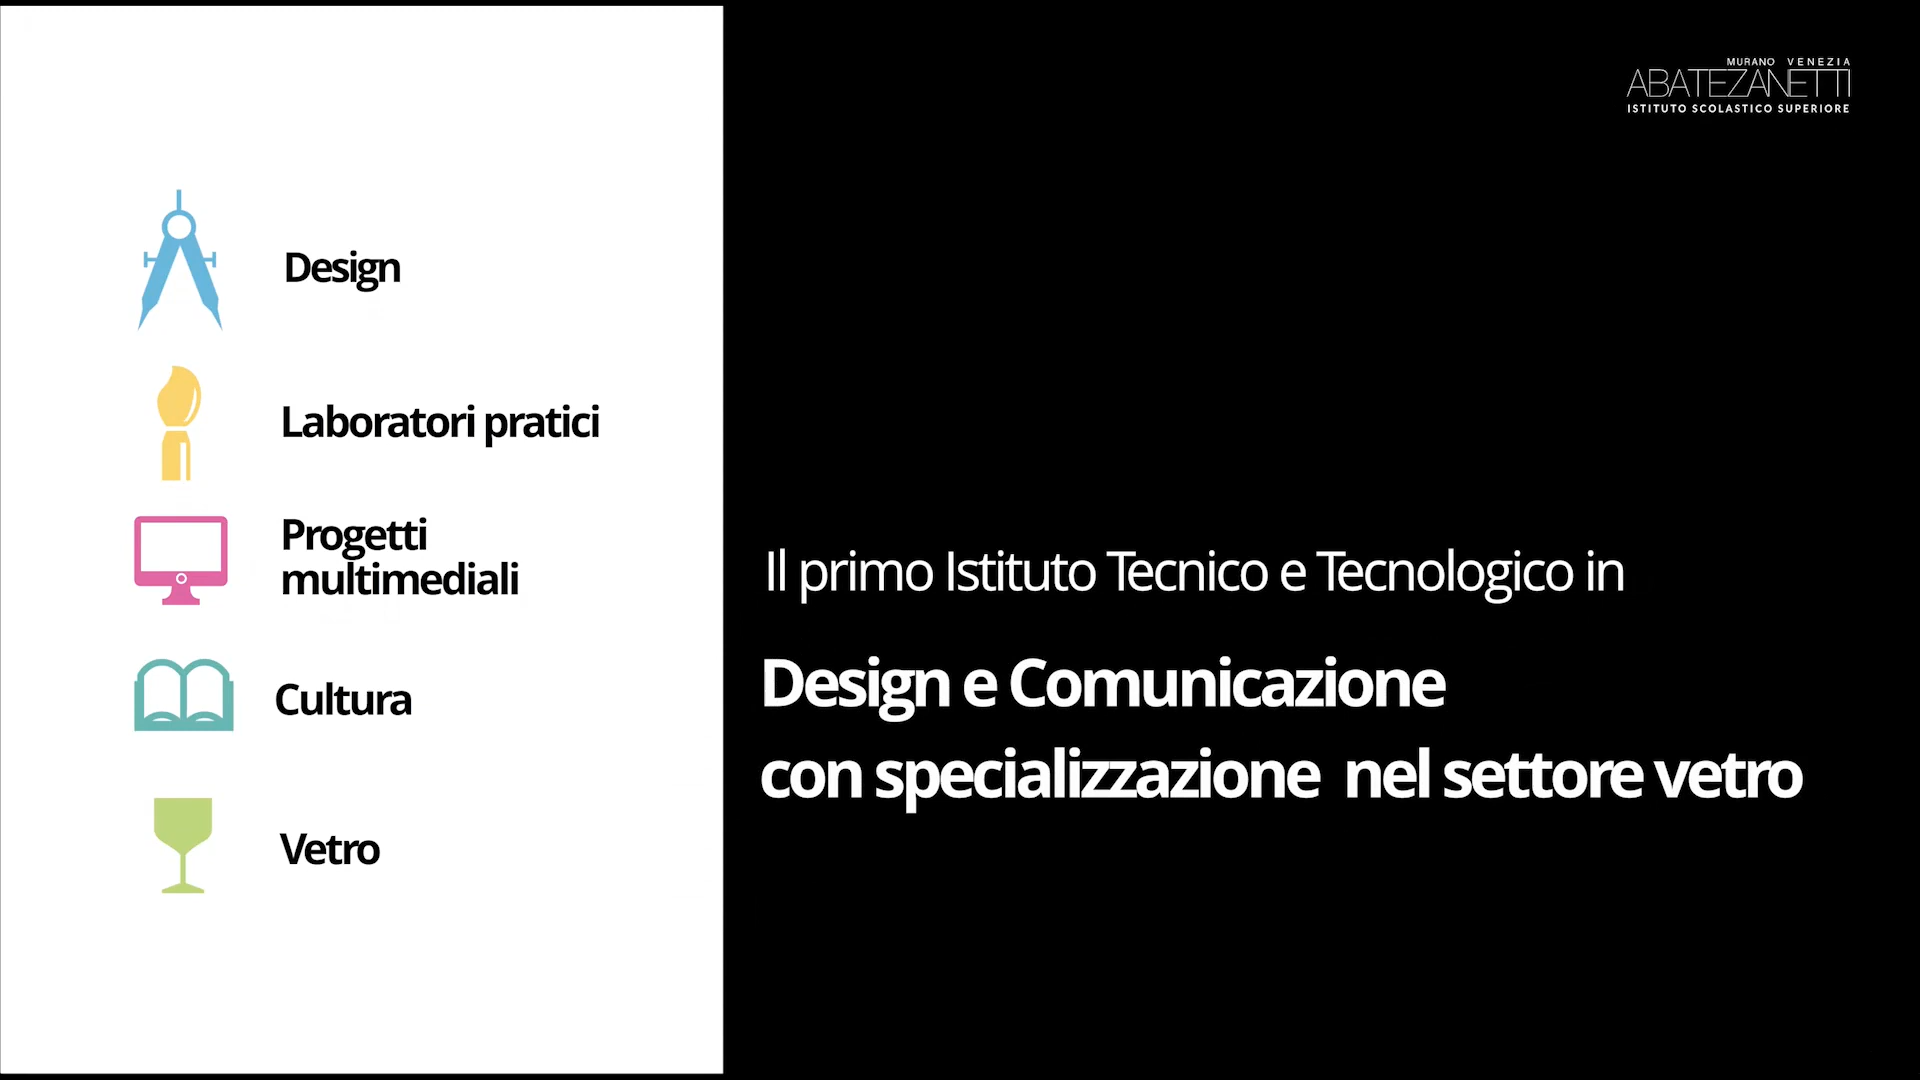 Design
Laboratori pratici
Progetti
multimediali
Cultura
Vetro
MURANO VENEZIA
ABATEZANETTI
ISTITUTO SCOLASTICO SUPERIORE
Il primo Istituto Tecnico e Tecnologico in
Design e Comunicazione
con specializzazione nel settore vetro